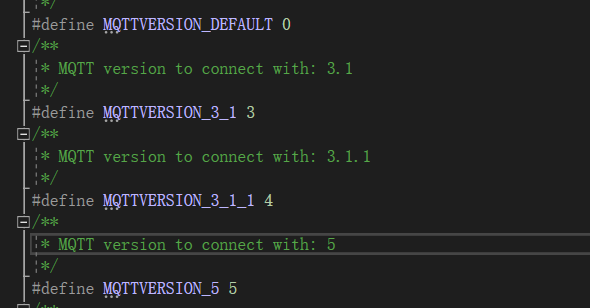 */
#define MQTTVERSION_DEFAULT 0
/**
* MQTT version to connect with: 3.1
*/
#define MQTTVERSION_3_1 3
/**
* MQTT version to connect with: 3.1.1
*/
#define MQTTVERSION_3_1_1 4
/**
* MQTT version to connect with: 5
*/
#define MQTTVERSION_5 5
/**